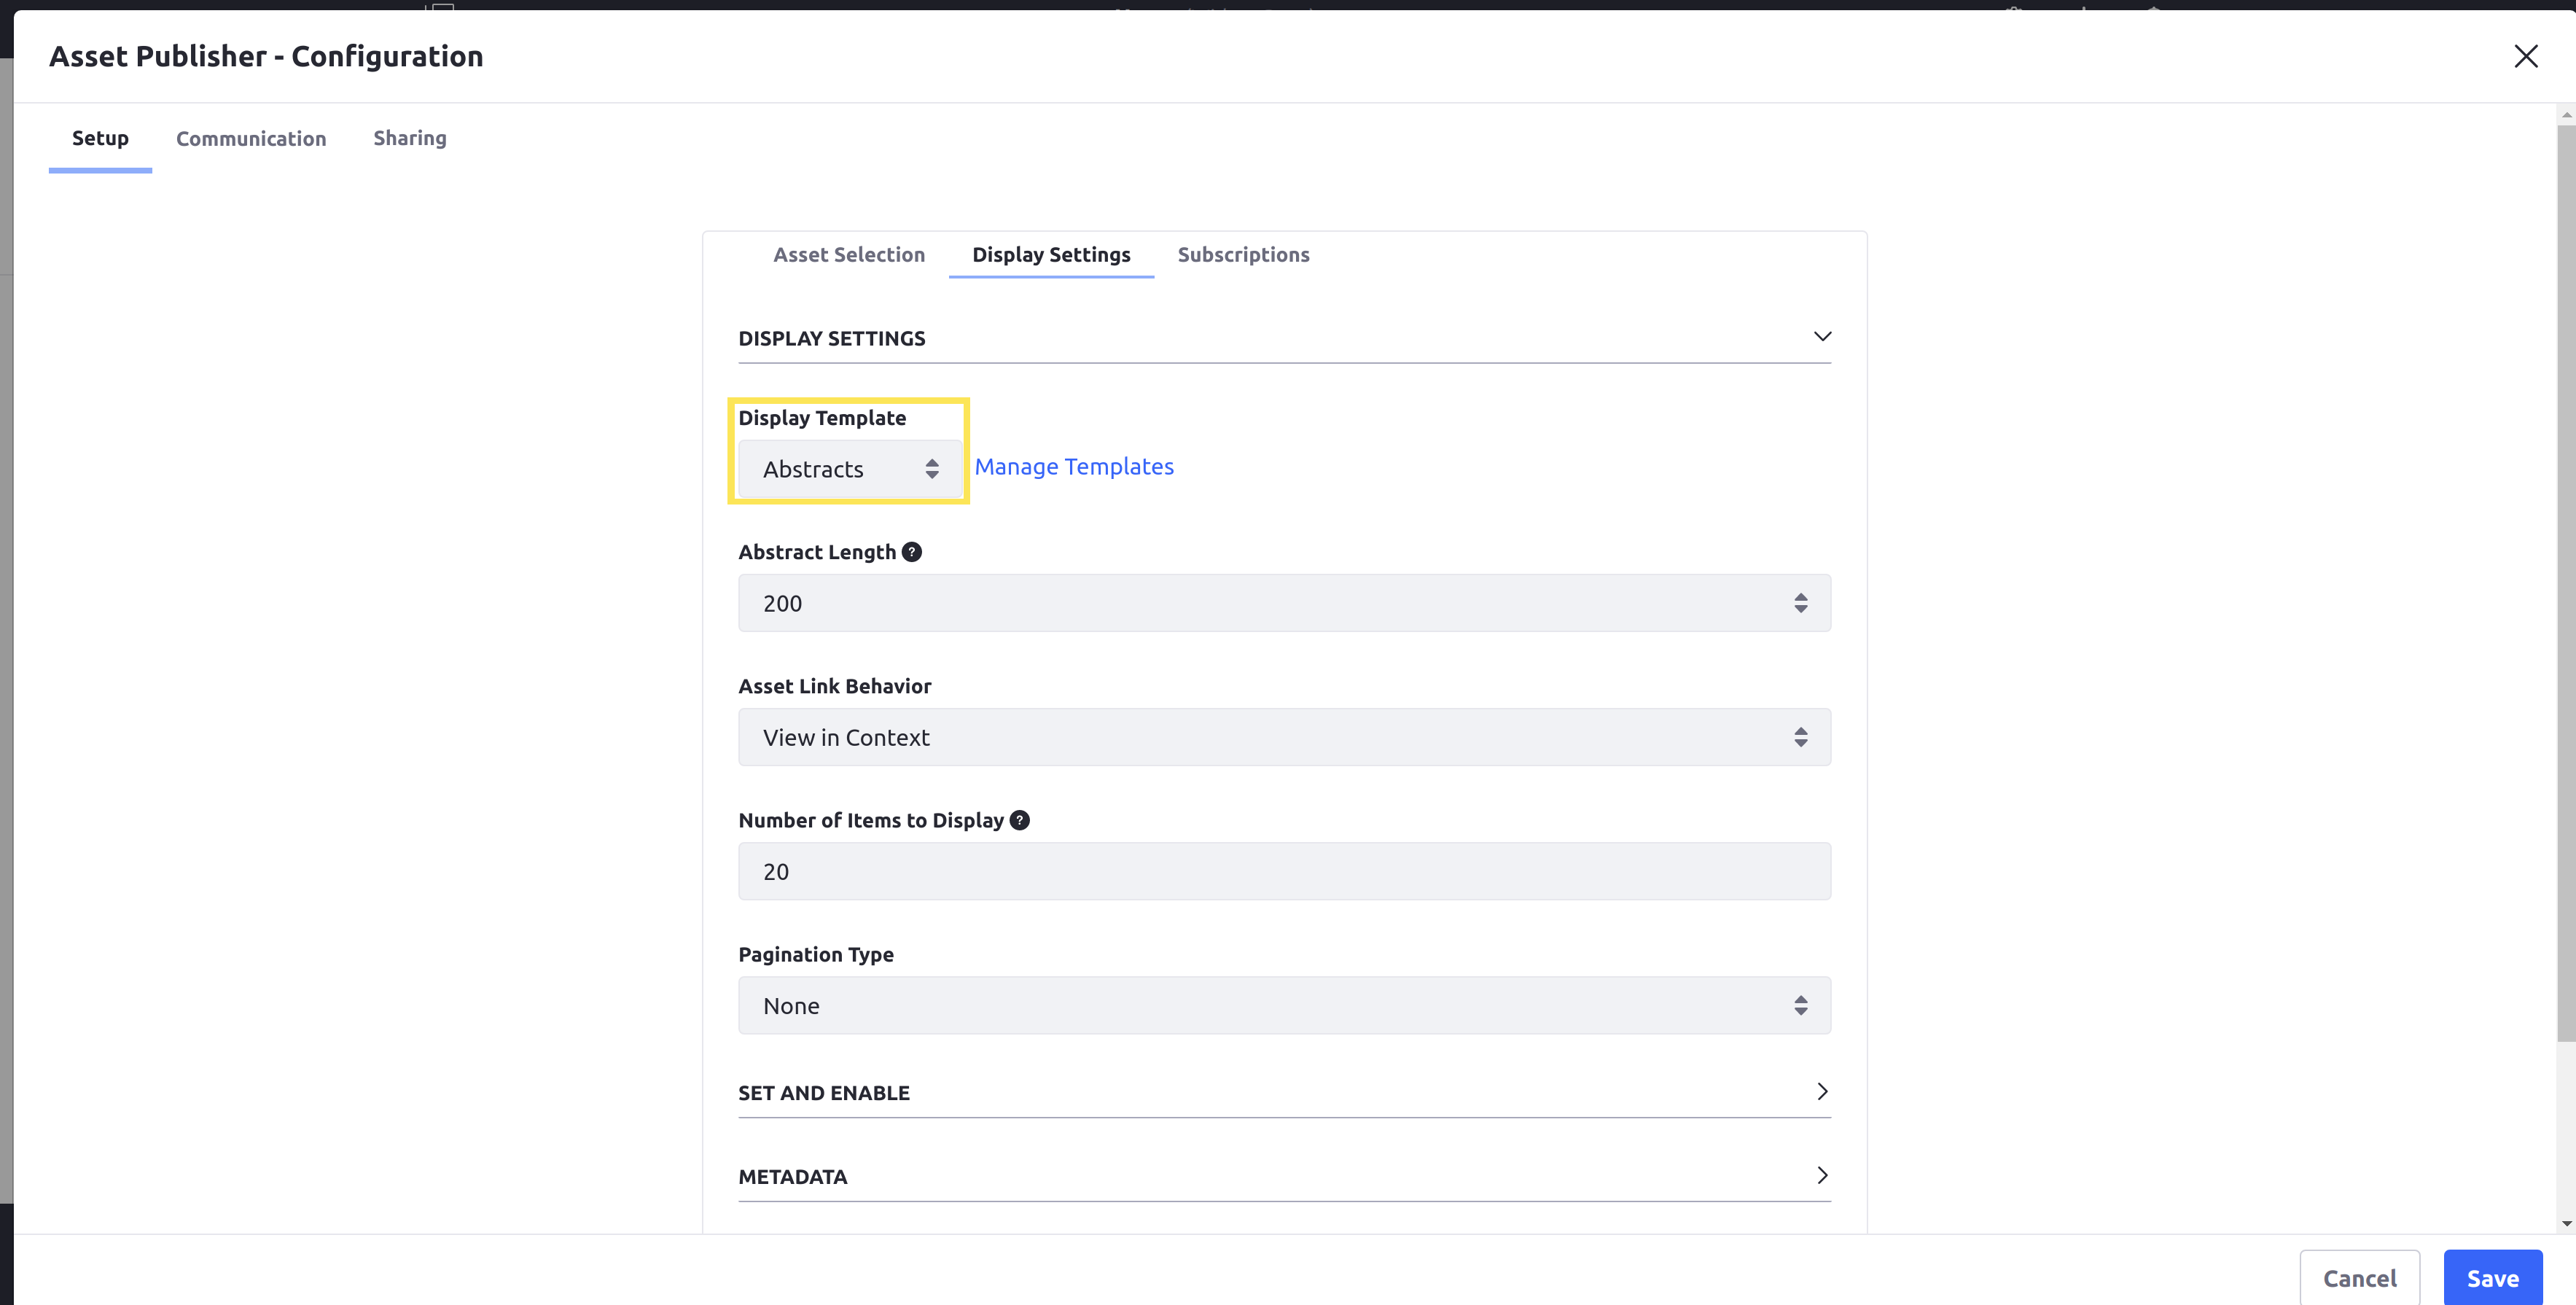 Asset Publisher - Configuration
Setup Communication Sharing
Asset Selection Display Settings Subscriptions
DISPLAY SETTINGS
Display Template
Abstracts Manage Templates
Abstract Length ?
200
Asset Link Behavior
View in Context
Number of Items to Display ?
20
Pagination Type
None
SET AND ENABLE
METADATA
Cancel Save